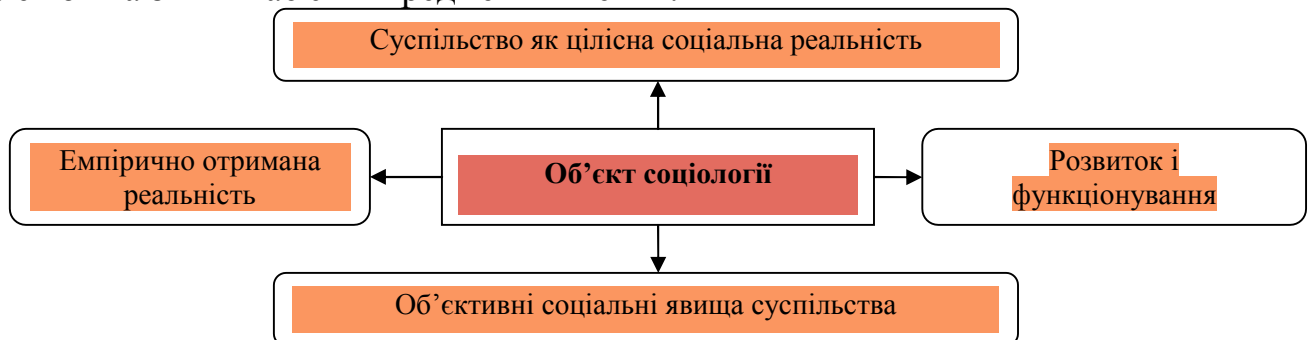 Суспільство як цілісна соціальна реальність
Емпірично отримана
реальність
Об’єкт соціології
Розвиток і
функціонування
Об’єктивні соціальні явища суспільства